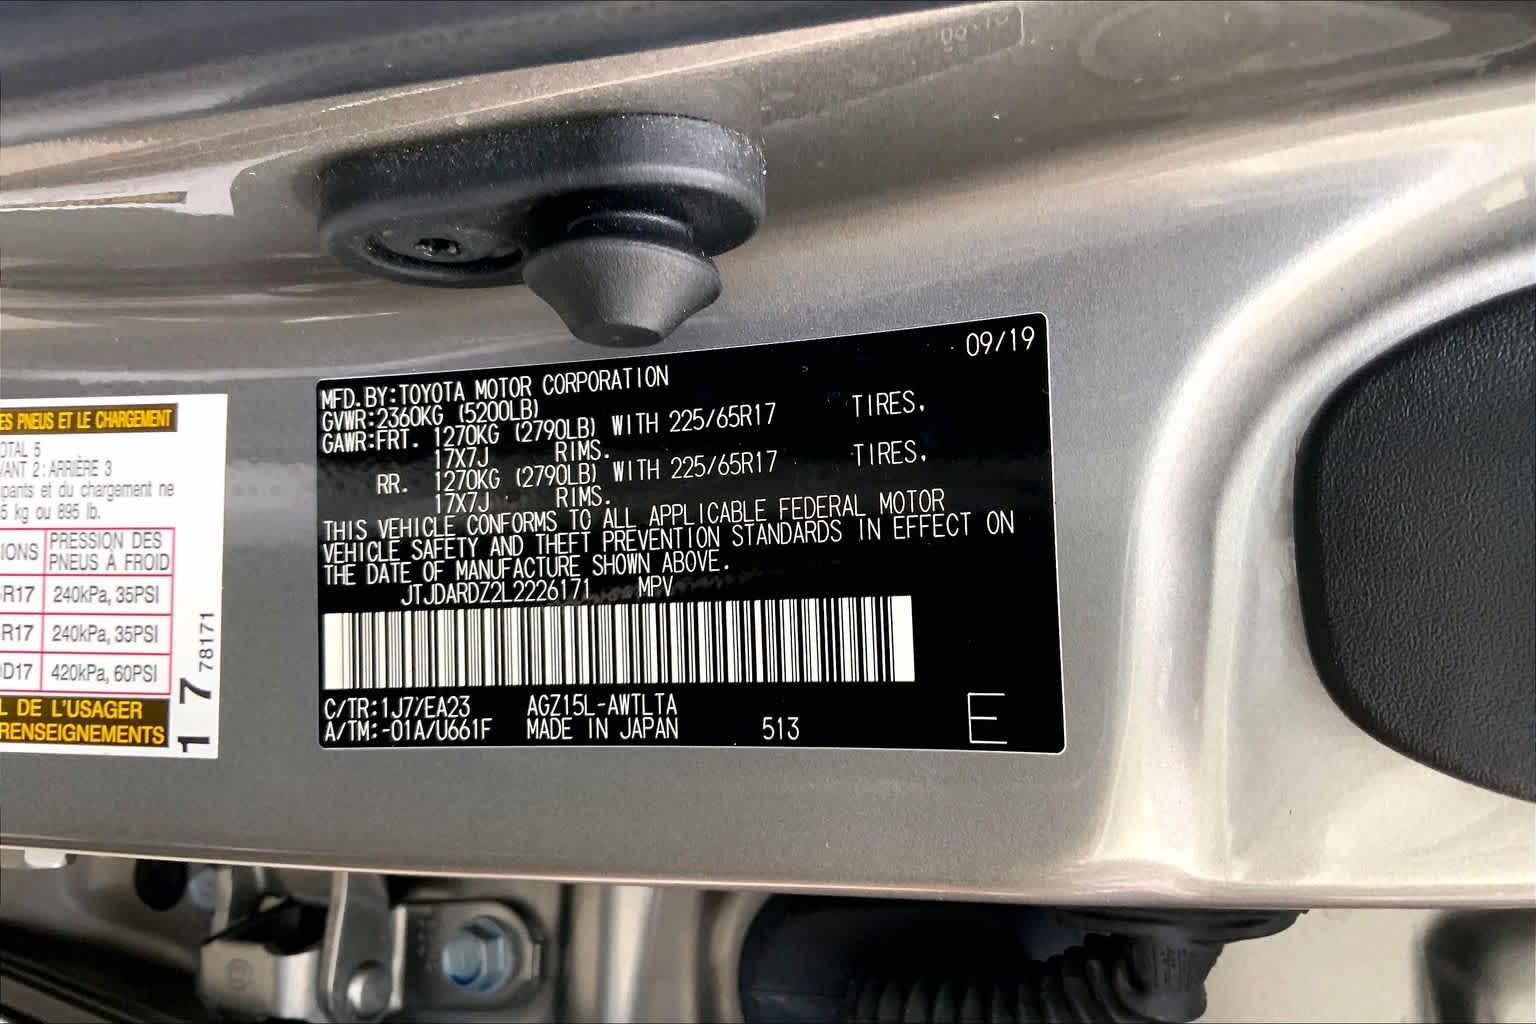 09/19
MFD.BY:TOYOTA MOTOR CORPORATION
GVWR:2360KG (5200LB)
GAWR:FRT. 1270KG (2790LB) WITH 225/65R17 TIRES,
17X7J RIMS.
RR. 1270KG (2790LB) WITH 225/65R17 TIRES,
17X7J RIMS.
THIS VEHICLE CONFORMS TO ALL APPLICABLE FEDERAL MOTOR
VEHICLE SAFETY AND THEFT PREVENTION STANDARDS IN EFFECT ON
THE DATE OF MANUFACTURE SHOWN ABOVE.
JTJDARDZ2L2226171 MPV
C/TR:1J7/EA23 AGZ15L-AWTLTA
A/TM:-01A/U661F MADE IN JAPAN 513 E
ES PNEUS ET LE CHARGEMENT
OTAL 5
VANT 2: ARRIÈRE 3
pants et du chargement ne
5 kg ou 895 lb.
IONS PRESSION DES
PNEUS À FROID
R17 240kPa, 35PSI
R17 240kPa, 35PSI
D17 420kPa, 60PSI
L DE L'USAGER
RENSEIGNEMENTS
1 7 78171